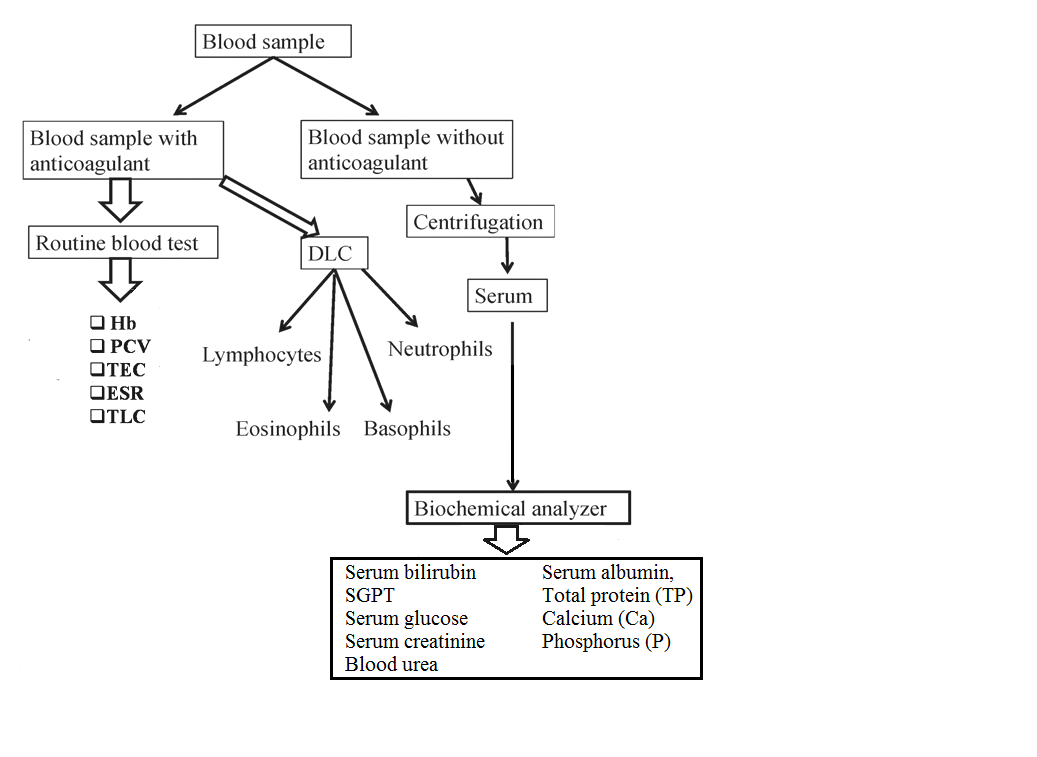 Blood sample
Blood sample with
anticoagulant
Blood sample without
anticoagulant
Routine blood test
DLC
Centrifugation
Serum
❑ Hb
❑ PCV
❑TEC
❑ESR
❑TLC
Lymphocytes
Neutrophils
Eosinophils
Basophils
Biochemical analyzer
Serum bilirubin
SGPT
Serum glucose
Serum creatinine
Blood urea
Serum albumin,
Total protein (TP)
Calcium (Ca)
Phosphorus (P)